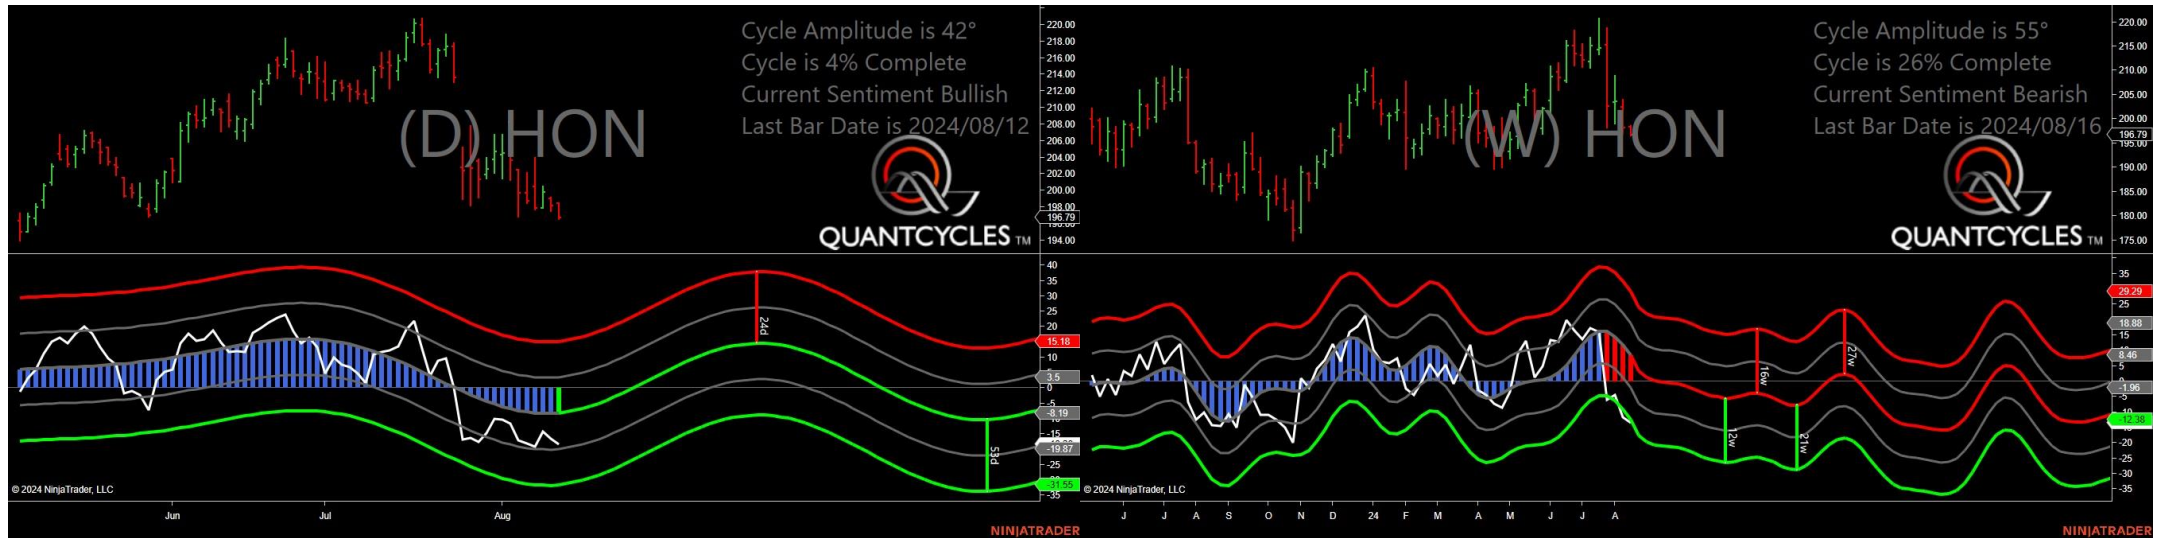 Cycle Amplitude is 42°
Cycle is 4% Complete
Current Sentiment Bullish
Last Bar Date is 2024/08/12
(D) HON
QUANTCYCLES TM
220.00
218.00
216.00
214.00
212.00
210.00
208.00
206.00
204.00
202.00
200.00
198.00
196.79
194.00
40
35
30
25
20
15.18
10
3.5
0
-5
-8.19
-15
-19.87
-25
-31.55
-35
24d
53d
© 2024 NinjaTrader, LLC
Jun
Jul
Aug
NINJATRADER
Cycle Amplitude is 55°
Cycle is 26% Complete
Current Sentiment Bearish
Last Bar Date is 2024/08/16
(W) HON
QUANTCYCLES TM
220.00
215.00
210.00
205.00
200.00
196.79
195.00
190.00
185.00
180.00
175.00
35
29.29
25
18.88
15
8.46
-1.96
-5
-12.38
-20
-25
-30
-35
16w
27w
12w
21w
© 2024 NinjaTrader, LLC
J
J
A
S
O
N
D
24
F
M
A
M
J
J
A
NINJATRADER